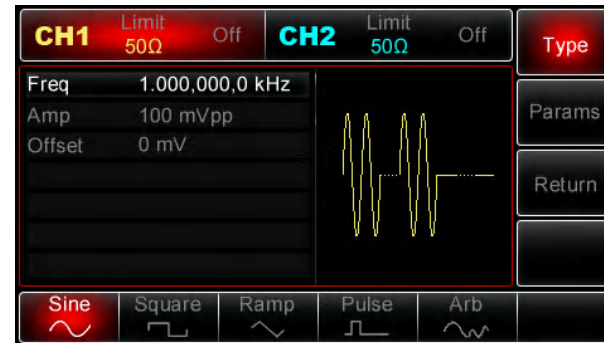 CH1 Limit 50Ω Off CH2 Limit 50Ω Off
Type
Freq 1.000,000,0 kHz
Amp 100 mVpp
Offset 0 mV
Params
Return
Sine Square Ramp Pulse Arb